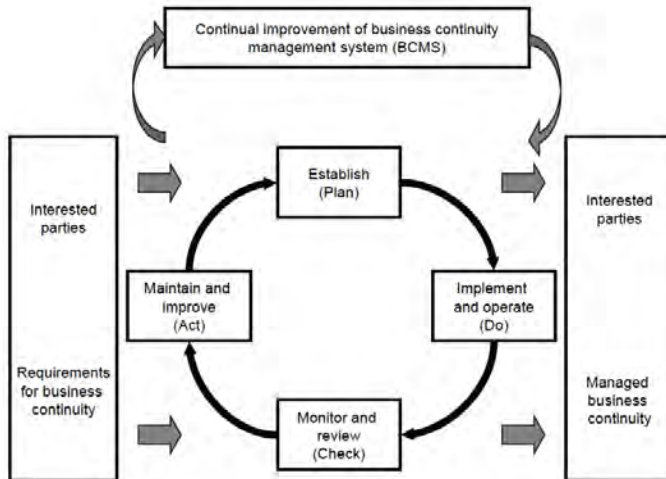 Continual improvement of business continuity
management system (BCMS)
Establish
(Plan)
Interested
parties
Interested
parties
Maintain and
improve
(Act)
Implement
and operate
(Do)
Requirements
for business
continuity
Managed
business
continuity
Monitor and
review
(Check)